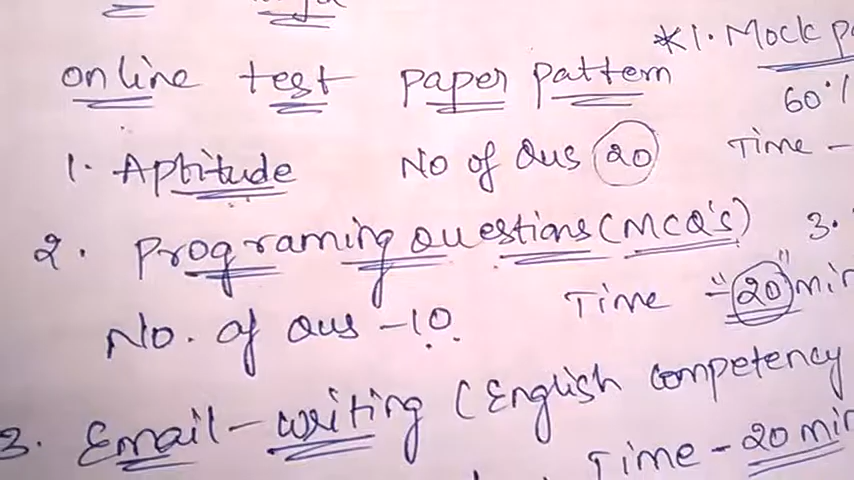 online test paper pattern
*1. Mock
60%
1. Aptitude No of Qus 20
Time -
2. Programing Questions (MCQ's)
3.
No. of Qus - 10
Time - "20" min
3. Email - writing (English competency
Time - 20 min